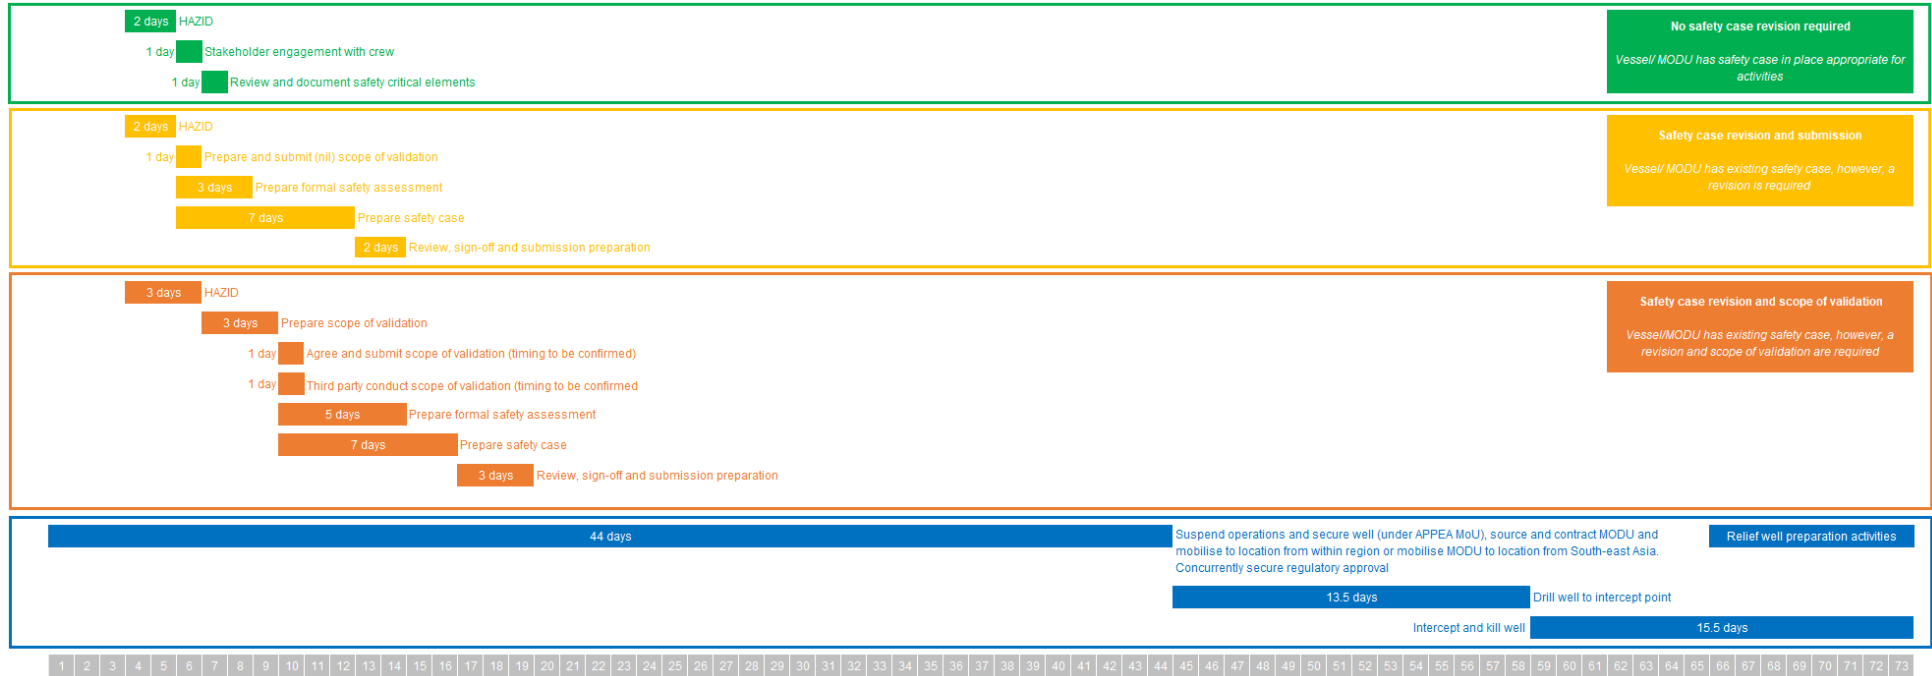 2 days HAZID
1 day Stakeholder engagement with crew
1 day Review and document safety critical elements
No safety case revision required
Vessel/ MODU has safety case in place appropriate for
activities
2 days HAZID
1 day Prepare and submit (nil) scope of validation
3 days Prepare formal safety assessment
7 days Prepare safety case
2 days Review, sign-off and submission preparation
Safety case revision and submission
Vessel/ MODU has existing safety case, however, a
revision is required
3 days HAZID
3 days Prepare scope of validation
1 day Agree and submit scope of validation (timing to be confirmed)
1 day Third party conduct scope of validation (timing to be confirmed
5 days Prepare formal safety assessment
7 days Prepare safety case
3 days Review, sign-off and submission preparation
Safety case revision and scope of validation
Vessel/MODU has existing safety case, however, a
revision and scope of validation are required
44 days
Suspend operations and secure well (under APPEA MoU), source and contract MODU and
mobilise to location from within region or mobilise MODU to location from South-east Asia.
Concurrently secure regulatory approval
Relief well preparation activities
13.5 days Drill well to intercept point
Intercept and kill well 15.5 days
1 2 3 4 5 6 7 8 9 10 11 12 13 14 15 16 17 18 19 20 21 22 23 24 25 26 27 28 29 30 31 32 33 34 35 36 37 38 39 40 41 42 43 44 45 46 47 48 49 50 51 52 53 54 55 56 57 58 59 60 61 62 63 64 65 66 67 68 69 70 71 72 73